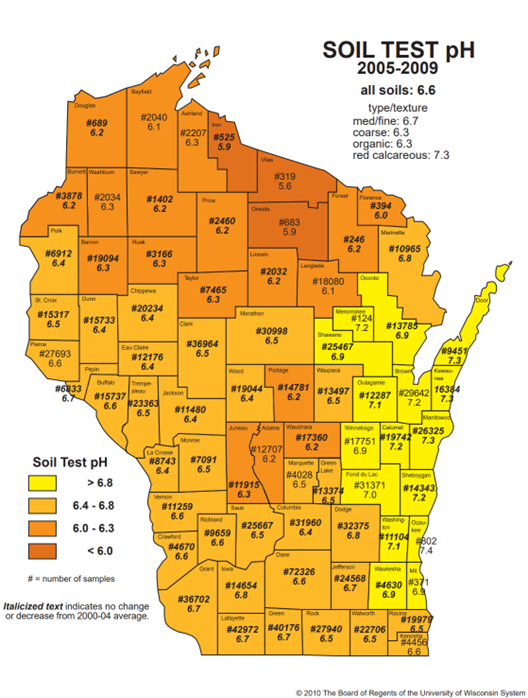 SOIL TEST pH
2005-2009
all soils: 6.6
type/texture
med/fine: 6.7
coarse: 6.3
organic: 6.3
red calcareous: 7.3
Douglas
#689
6.2
Bayfield
#2040
6.1
Ashland
#2207
6.3
Iron
#525
5.9
Vilas
#319
5.6
Burnett
#3878
6.2
Washburn
#2034
6.3
Sawyer
#1402
6.2
Price
#2460
6.2
Oneida
#683
5.9
Forest
#246
6.2
Florence
#394
6.0
Marinette
#10965
6.8
Polk
#6912
6.4
Barron
#19094
6.3
Rusk
#3166
6.3
Taylor
#7465
6.3
Lincoln
#2032
6.2
Langlade
#18080
6.1
Oconto
#13785
6.9
Door
#9451
7.3
St. Croix
#15317
6.5
Dunn
#15733
6.4
Chippewa
#20234
6.4
Clark
#36964
6.5
Marathon
#30998
6.5
Menominee
#124
7.2
Shawano
#25467
6.9
Pierce
#27693
6.6
Pepin
#6833
6.7
Eau Claire
#12176
6.4
Buffalo
#15737
6.6
Trempe-
aleau
#23363
6.5
Jackson
#11480
6.4
Wood
#19044
6.4
Portage
#14781
6.2
Waupaca
#13497
6.5
Outagamie
#12287
7.1
Brown
#29642
7.2
Kewau-
nee
16384
7.3
La Crosse
#8743
6.4
Monroe
#7091
6.5
Juneau
#11915
6.3
Adams
#12707
6.2
Waushara
#17360
6.2
Marquette
#4028
6.5
Green
Lake
#13374
6.5
Winnebago
#17751
6.9
Calumet
#19742
7.2
Manitowoc
#26325
7.3
Fond du Lac
#31371
7.0
Sheboygan
#14343
7.2
Vernon
#11259
6.6
Crawford
#4670
6.6
Richland
#9659
6.6
Sauk
#25667
6.5
Columbia
#31960
6.4
Dodge
#32375
6.8
Washing-
ton
#11104
7.1
Ozau-
kee
#802
7.4
Grant
#36702
6.7
Iowa
#14654
6.8
Dane
#72326
6.6
Jefferson
#24568
6.7
Waukesha
#4630
6.9
Mil
#371
6.9
Lafayette
#42972
6.7
Green
#40176
6.7
Rock
#27940
6.5
Walworth
#22706
6.5
Racine
#19979
6.5
Kenosha
#4456
6.6
Soil Test pH
> 6.8
6.4 - 6.8
6.0 - 6.3
< 6.0
# = number of samples
Italicized text indicates no change
or decrease from 2000-04 average.
© 2010 The Board of Regents of the University of Wisconsin System